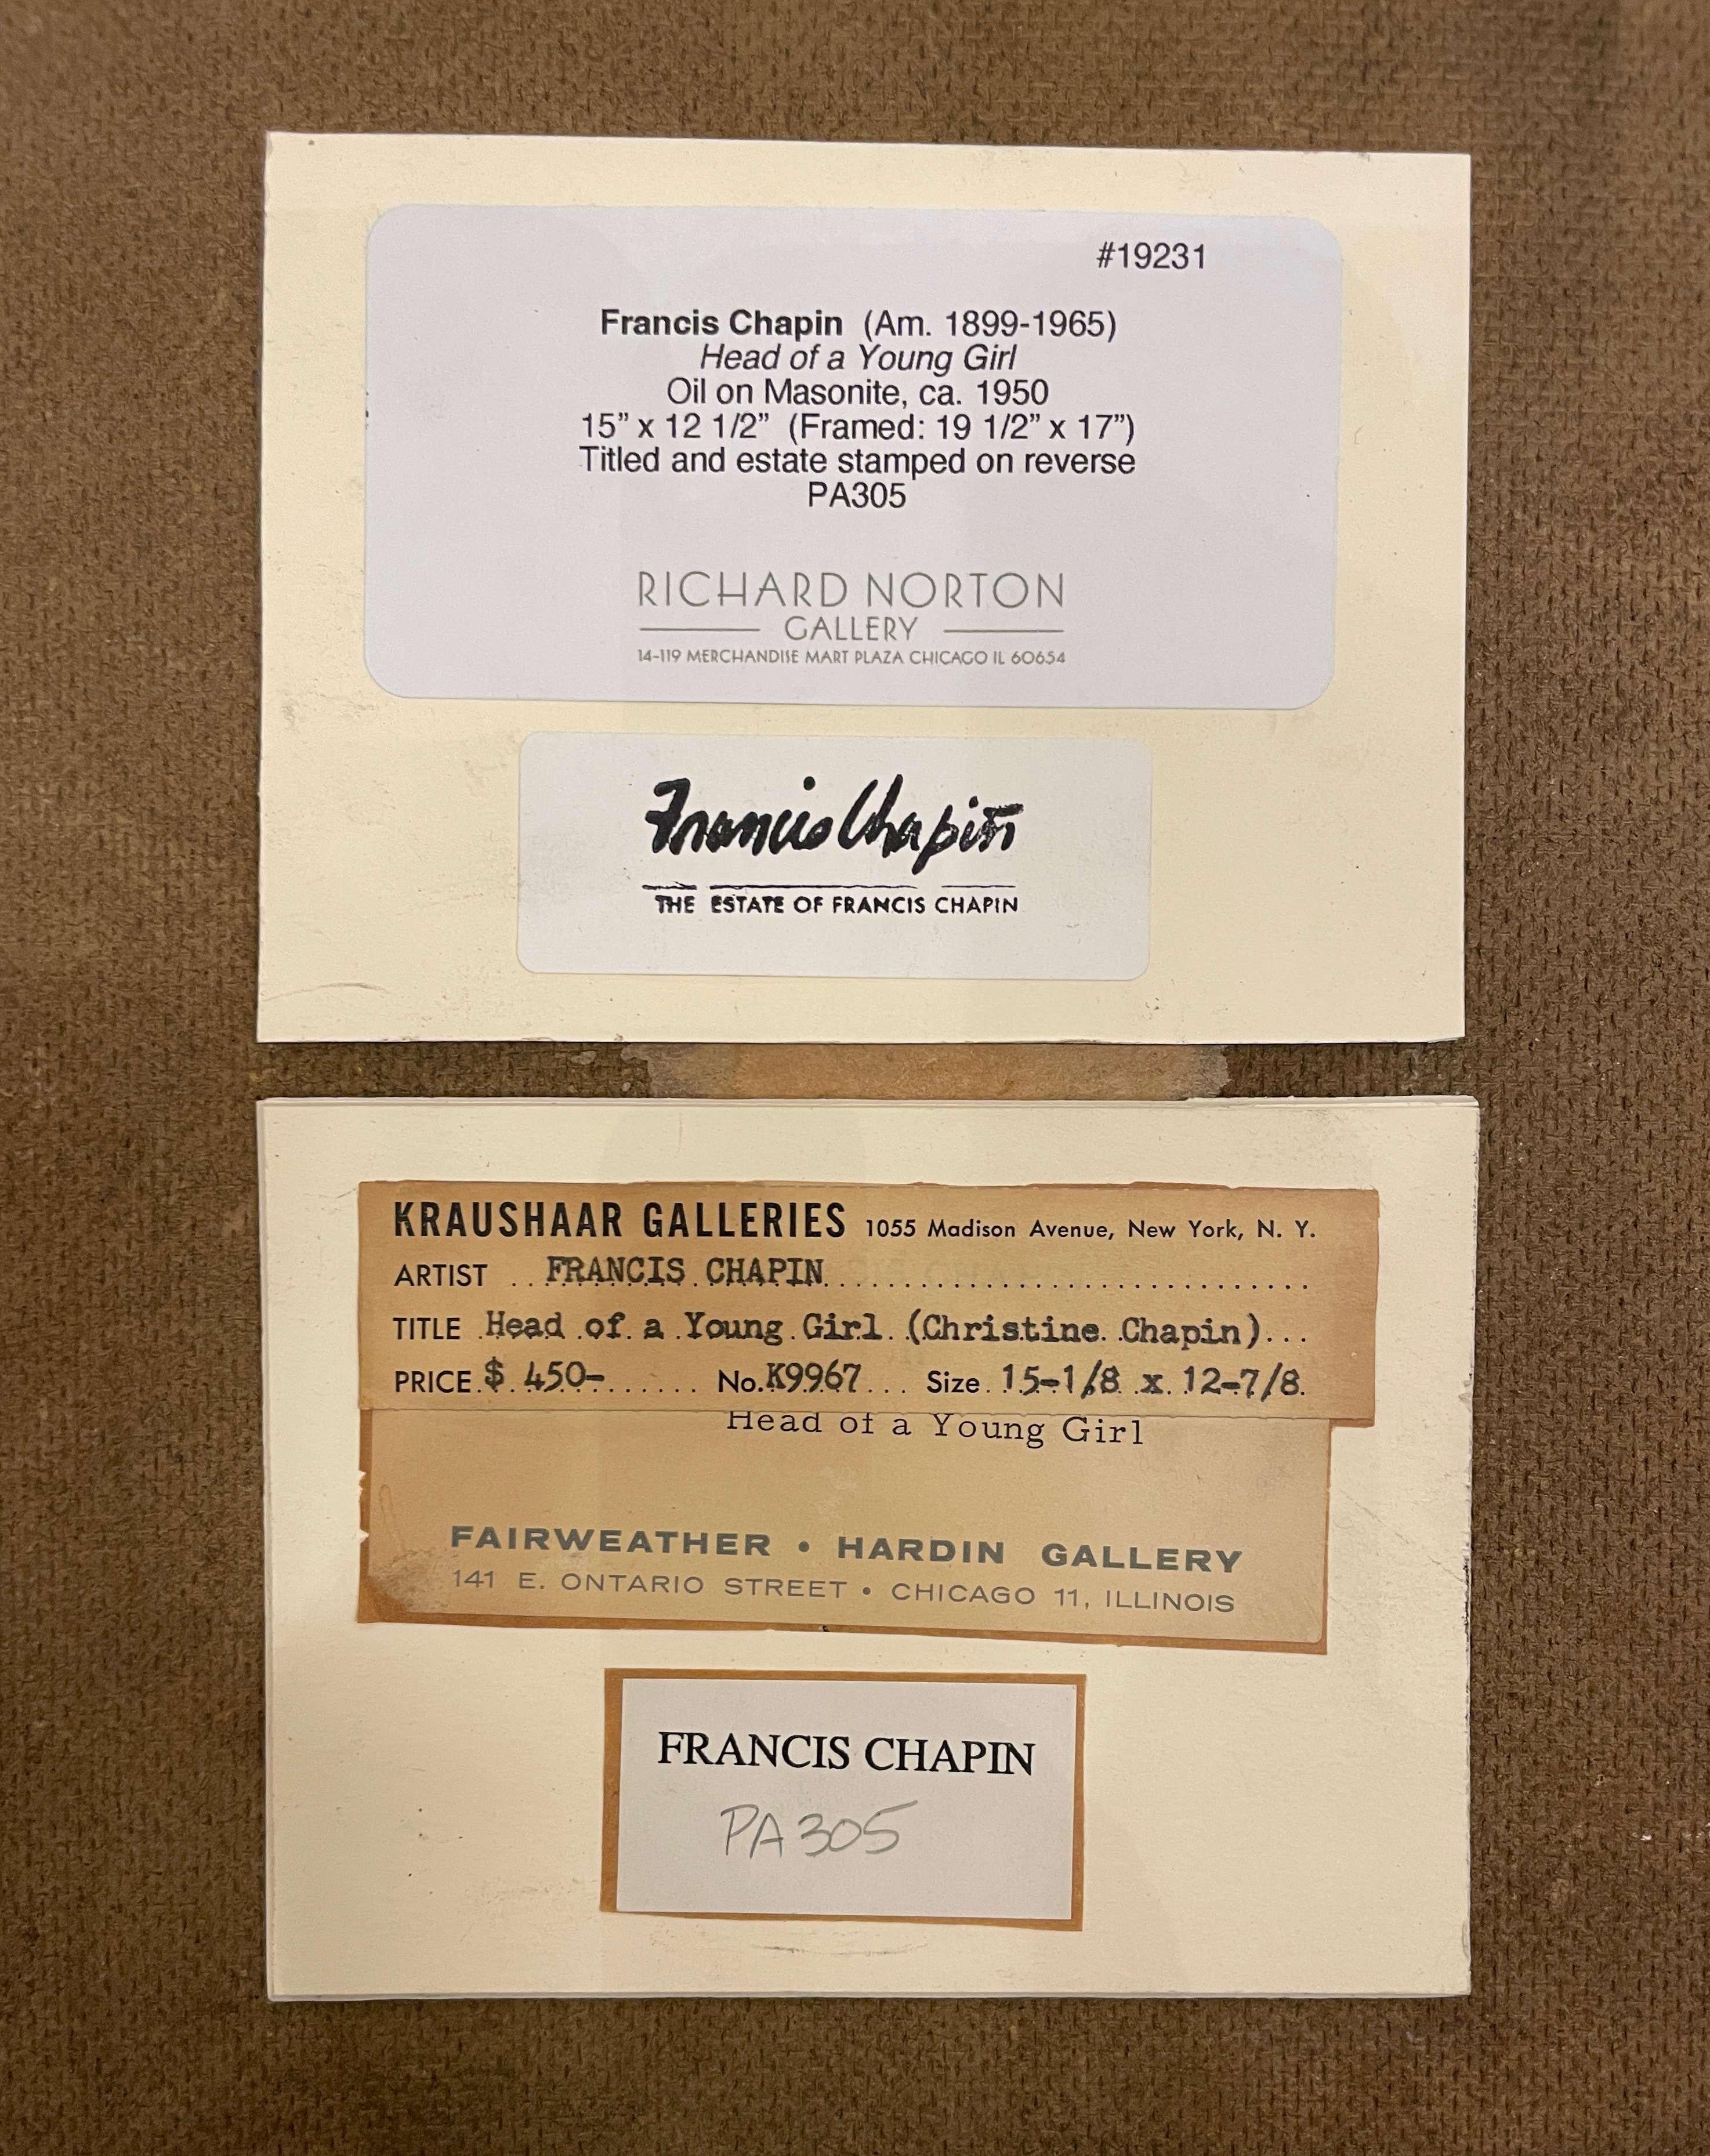 #19231
Francis Chapin (Am. 1899-1965)
Head of a Young Girl
Oil on Masonite, ca. 1950
15” x 12 1/2” (Framed: 19 1/2” x 17”)
Titled and estate stamped on reverse
PA305
RICHARD NORTON
GALLERY
14-119 MERCHANDISE MART PLAZA CHICAGO IL 60654
Francis Chapin
THE ESTATE OF FRANCIS CHAPIN
KRAUSHAAR GALLERIES 1055 Madison Avenue, New York, N. Y.
ARTIST .. FRANCIS CHAPIN
TITLE Head of a Young Girl (Christine Chapin)...
PRICE $ 450- ...... No. K9967 ... Size 15-1/8 x 12-7/8
Head of a Young Girl
FAIRWEATHER • HARDIN GALLERY
141 E. ONTARIO STREET • CHICAGO 11, ILLINOIS
FRANCIS CHAPIN
PA305